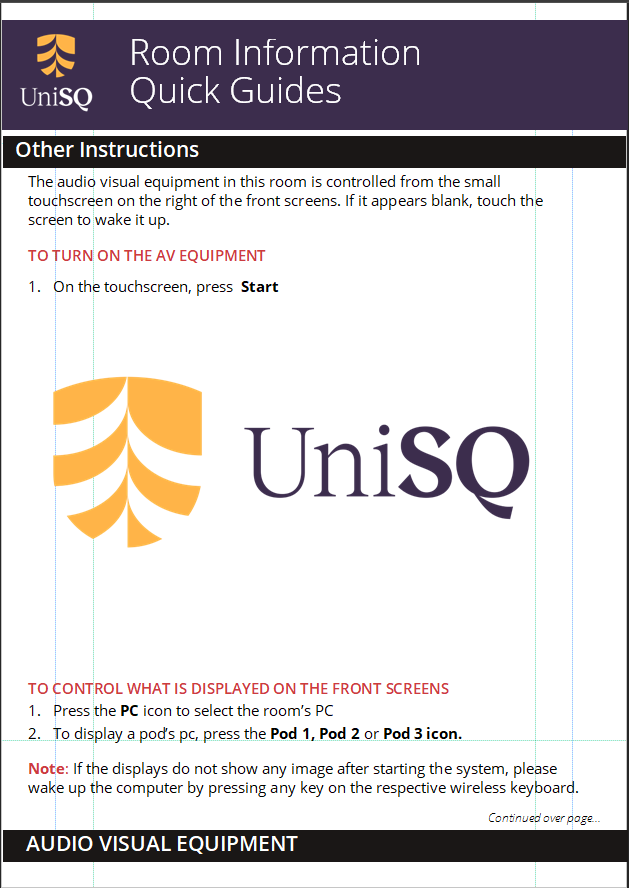 UniSQ
Room Information
Quick Guides
Other Instructions
The audio visual equipment in this room is controlled from the small
touchscreen on the right of the front screens. If it appears blank, touch the
screen to wake it up.
TO TURN ON THE AV EQUIPMENT
1. On the touchscreen, press Start
UniSQ
TO CONTROL WHAT IS DISPLAYED ON THE FRONT SCREENS
1. Press the PC icon to select the room's PC
2. To display a pod's pc, press the Pod 1, Pod 2 or Pod 3 icon.
Note: If the displays do not show any image after starting the system, please
wake up the computer by pressing any key on the respective wireless keyboard.
Continued over page...
AUDIO VISUAL EQUIPMENT